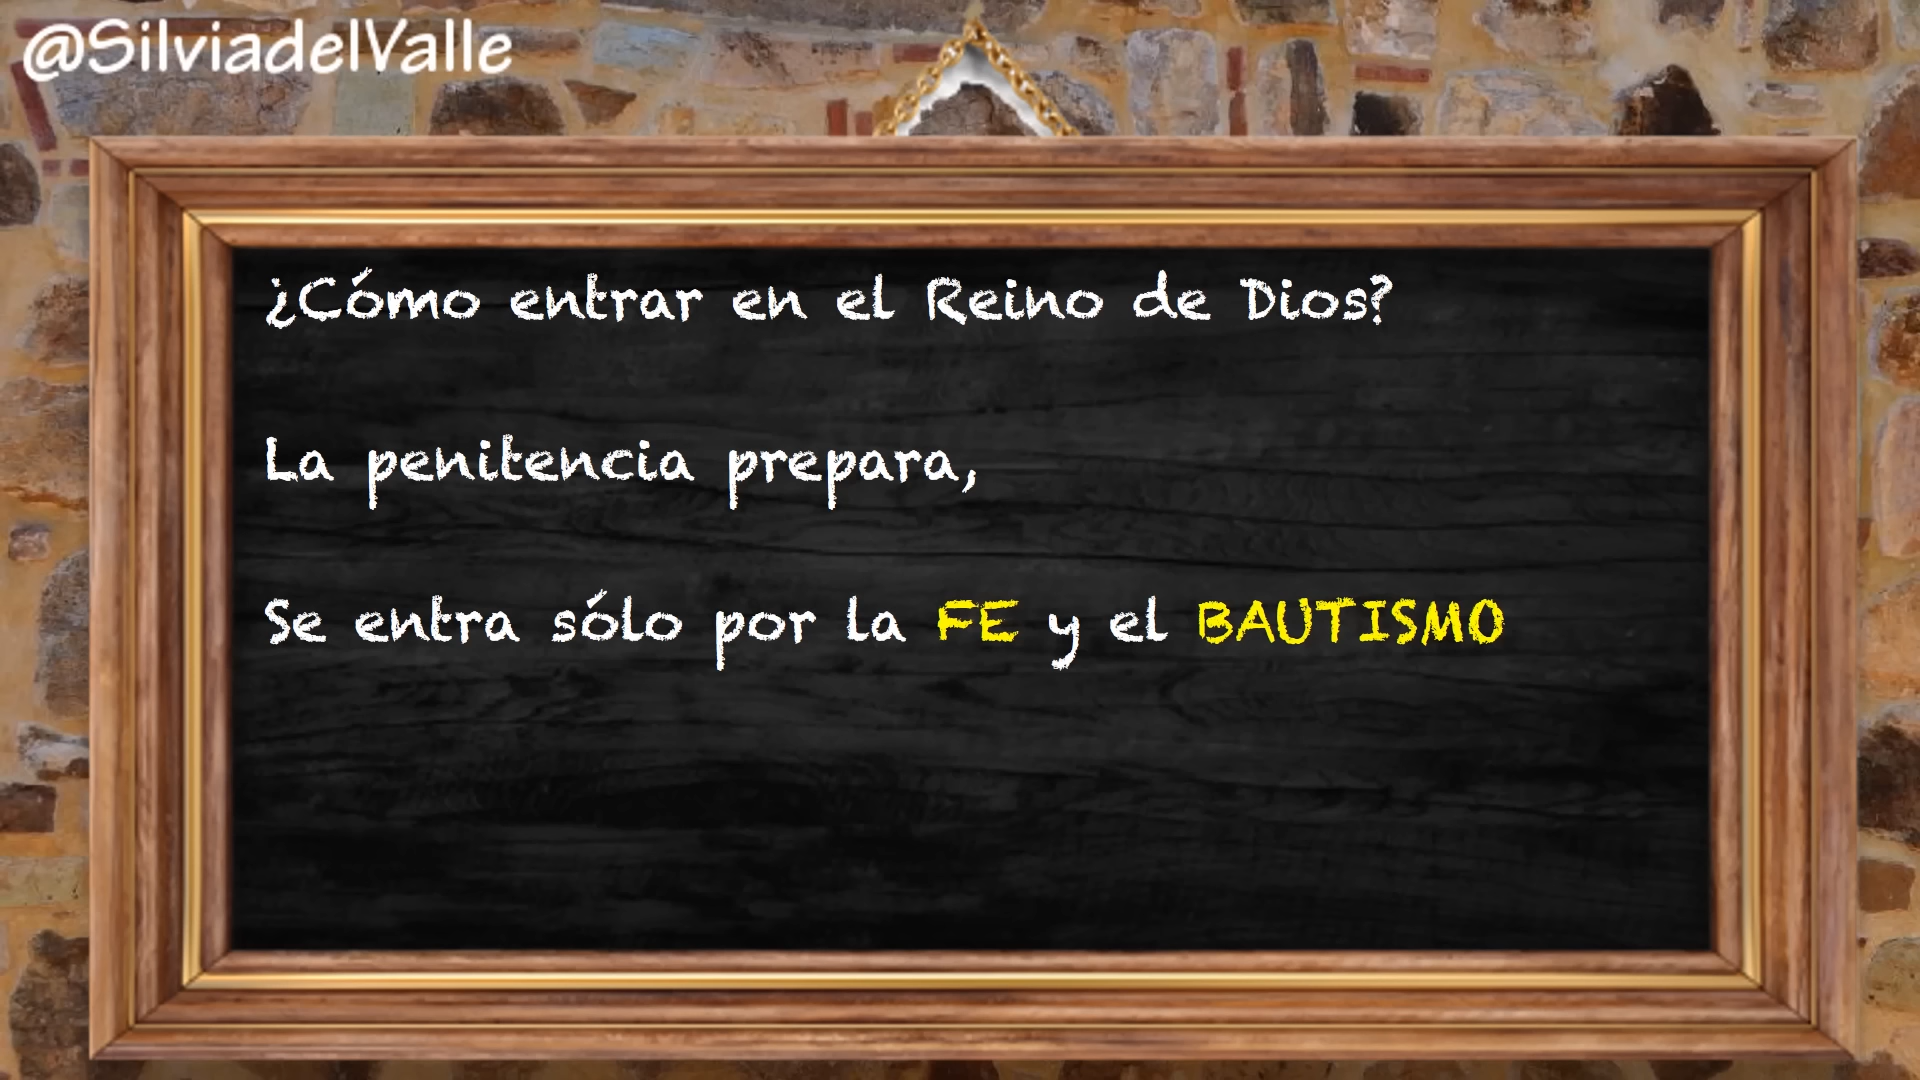 @SilviadelValle
¿Cómo entrar en el Reino de Dios?
La penitencia prepara,
Se entra sólo por la FE y el BAUTISMO